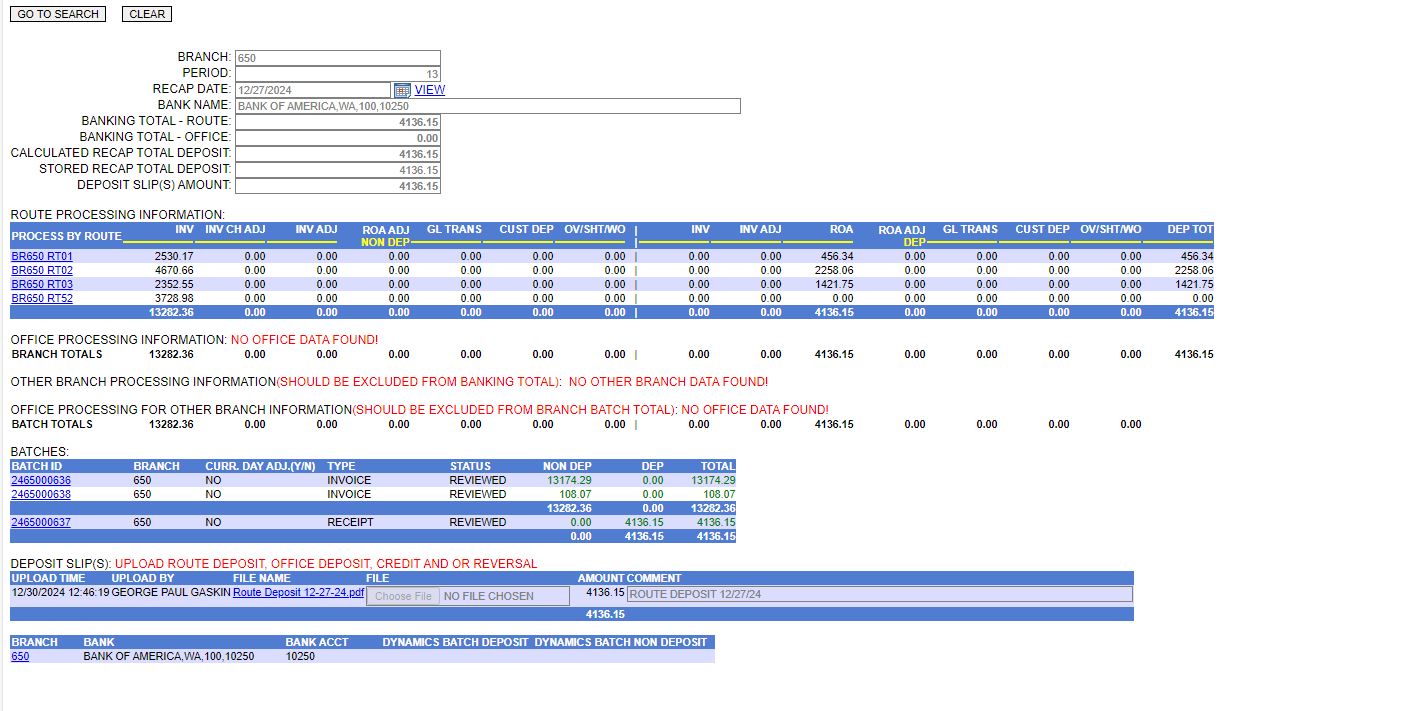 GO TO SEARCH CLEAR
BRANCH: 650
PERIOD: 13
RECAP DATE: 12/27/2024 VIEW
BANK NAME: BANK OF AMERICA,WA,100,10250
BANKING TOTAL - ROUTE: 4136.15
BANKING TOTAL - OFFICE: 0.00
CALCULATED RECAP TOTAL DEPOSIT: 4136.15
STORED RECAP TOTAL DEPOSIT: 4136.15
DEPOSIT SLIP(S) AMOUNT: 4136.15
ROUTE PROCESSING INFORMATION:
PROCESS BY ROUTE INV INV CH ADJ INV ADJ ROA ADJ NON DEP GL TRANS CUST DEP OV/SHT/WO | INV INV ADJ ROA ROA ADJ DEP GL TRANS CUST DEP OV/SHT/WO DEP TOT
BR650 RT01 2530.17 0.00 0.00 0.00 0.00 0.00 0.00 | 0.00 0.00 456.34 0.00 0.00 0.00 0.00 456.34
BR650 RT02 4670.66 0.00 0.00 0.00 0.00 0.00 0.00 | 0.00 0.00 2258.06 0.00 0.00 0.00 0.00 2258.06
BR650 RT03 2352.55 0.00 0.00 0.00 0.00 0.00 0.00 | 0.00 0.00 1421.75 0.00 0.00 0.00 0.00 1421.75
BR650 RT52 3728.98 0.00 0.00 0.00 0.00 0.00 0.00 | 0.00 0.00 0.00 0.00 0.00 0.00 0.00 0.00
13282.36 0.00 0.00 0.00 0.00 0.00 0.00 | 0.00 0.00 4136.15 0.00 0.00 0.00 0.00 4136.15
OFFICE PROCESSING INFORMATION: NO OFFICE DATA FOUND!
BRANCH TOTALS 13282.36 0.00 0.00 0.00 0.00 0.00 0.00 | 0.00 0.00 4136.15 0.00 0.00 0.00 0.00 4136.15
OTHER BRANCH PROCESSING INFORMATION(SHOULD BE EXCLUDED FROM BANKING TOTAL): NO OTHER BRANCH DATA FOUND!
OFFICE PROCESSING FOR OTHER BRANCH INFORMATION(SHOULD BE EXCLUDED FROM BRANCH BATCH TOTAL): NO OFFICE DATA FOUND!
BATCH TOTALS 13282.36 0.00 0.00 0.00 0.00 0.00 0.00 | 0.00 0.00 4136.15 0.00 0.00 0.00 0.00
BATCHES:
BATCH ID BRANCH CURR. DAY ADJ.(Y/N) TYPE STATUS NON DEP DEP TOTAL
2465000636 650 NO INVOICE REVIEWED 13174.29 0.00 13174.29
2465000638 650 NO INVOICE REVIEWED 108.07 0.00 108.07
13282.36 0.00 13282.36
2465000637 650 NO RECEIPT REVIEWED 0.00 4136.15 4136.15
0.00 4136.15 4136.15
DEPOSIT SLIP(S): UPLOAD ROUTE DEPOSIT, OFFICE DEPOSIT, CREDIT AND OR REVERSAL
UPLOAD TIME UPLOAD BY FILE NAME FILE AMOUNT COMMENT
12/30/2024 12:46:19 GEORGE PAUL GASKIN Route Deposit 12-27-24.pdf Choose File NO FILE CHOSEN 4136.15 ROUTE DEPOSIT 12/27/24
4136.15
BRANCH BANK BANK ACCT DYNAMICS BATCH DEPOSIT DYNAMICS BATCH NON DEPOSIT
650 BANK OF AMERICA,WA,100,10250 10250